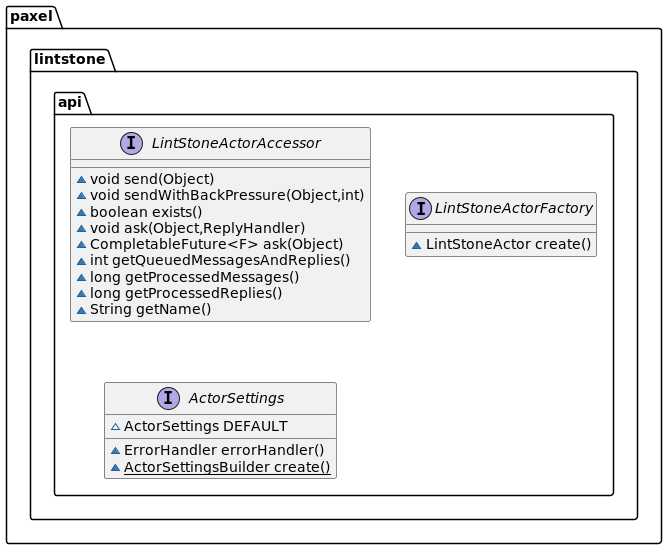 paxel
lintstone
api
I LintStoneActorAccessor
void send(Object)
void sendWithBackPressure(Object,int)
boolean exists()
void ask(Object,ReplyHandler)
CompletableFuture<F> ask(Object)
int getQueuedMessagesAndReplies()
long getProcessedMessages()
long getProcessedReplies()
String getName()
I LintStoneActorFactory
LintStoneActor create()
I ActorSettings
ActorSettings DEFAULT
ErrorHandler errorHandler()
ActorSettingsBuilder create()